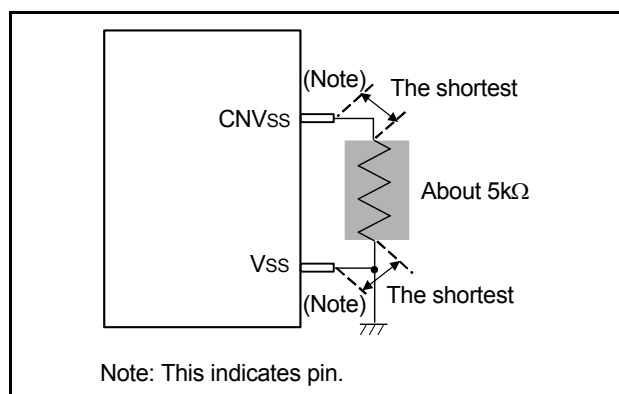 (Note)
The shortest
CNVSS
About 5kΩ
VSS
(Note)
The shortest
Note: This indicates pin.